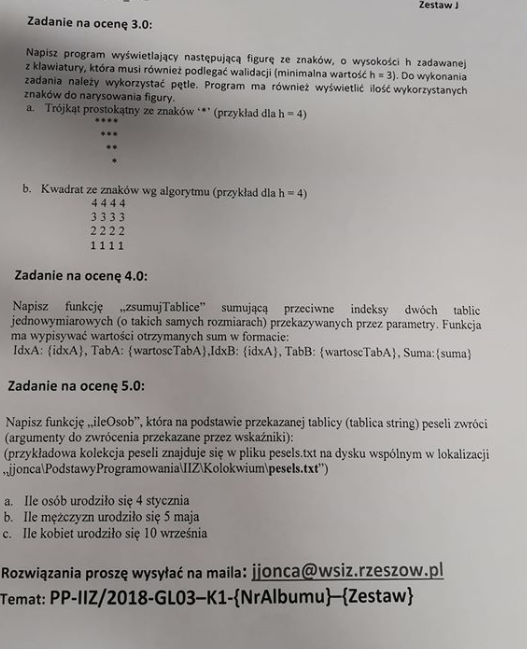 Zestaw J
Zadanie na ocenę 3.0:
Napisz program wyświetlający następującą figurę ze znaków, o wysokości h zadawanej
z klawiatury, która musi również podlegać walidacji (minimalna wartość h = 3). Do wykonania
zadania należy wykorzystać pętle. Program ma również wyświetlić ilość wykorzystanych
znaków do narysowania figury.
a. Trójkąt prostokątny ze znaków ‘*’ (przykład dla h = 4)
****
***
**
*
b. Kwadrat ze znaków wg algorytmu (przykład dla h = 4)
4 4 4 4
3 3 3 3
2 2 2 2
1 1 1 1
Zadanie na ocenę 4.0:
Napisz funkcję „zsumujTablice” sumującą przeciwne indeksy dwóch tablic
jednowymiarowych (o takich samych rozmiarach) przekazywanych przez parametry. Funkcja
ma wypisywać wartości otrzymanych sum w formacie:
IdxA: {idxA}, TabA: {wartoscTabA},IdxB: {idxA}, TabB: {wartoscTabA}, Suma:{suma}
Zadanie na ocenę 5.0:
Napisz funkcję „ileOsob”, która na podstawie przekazanej tablicy (tablica string) peseli zwróci
(argumenty do zwrócenia przekazane przez wskaźniki):
(przykładowa kolekcja peseli znajduje się w pliku pesels.txt na dysku wspólnym w lokalizacji
„jjonca\PodstawyProgramowania\IIZ\Kolokwium\pesels.txt”)
a. Ile osób urodziło się 4 stycznia
b. Ile mężczyzn urodziło się 5 maja
c. Ile kobiet urodziło się 10 września
Rozwiązania proszę wysyłać na maila: jjonca@wsiz.rzeszow.pl
Temat: PP-IIZ/2018-GL03–K1-{NrAlbumu}–{Zestaw}